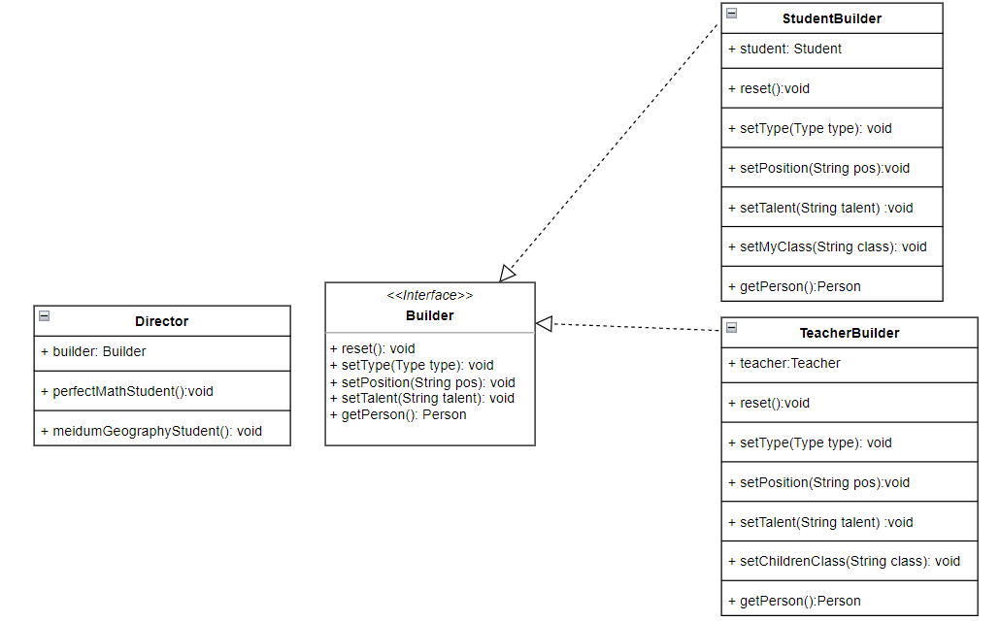 Director
+ builder: Builder
+ perfectMathStudent():void
+ meidumGeographyStudent(): void
<<Interface>>
Builder
+ reset(): void
+ setType(Type type): void
+ setPosition(String pos): void
+ setTalent(String talent): void
+ getPerson(): Person
StudentBuilder
+ student: Student
+ reset():void
+ setType(Type type): void
+ setPosition(String pos):void
+ setTalent(String talent) :void
+ setMyClass(String class): void
+ getPerson():Person
TeacherBuilder
+ teacher:Teacher
+ reset():void
+ setType(Type type): void
+ setPosition(String pos):void
+ setTalent(String talent) :void
+ setChildrenClass(String class): void
+ getPerson():Person